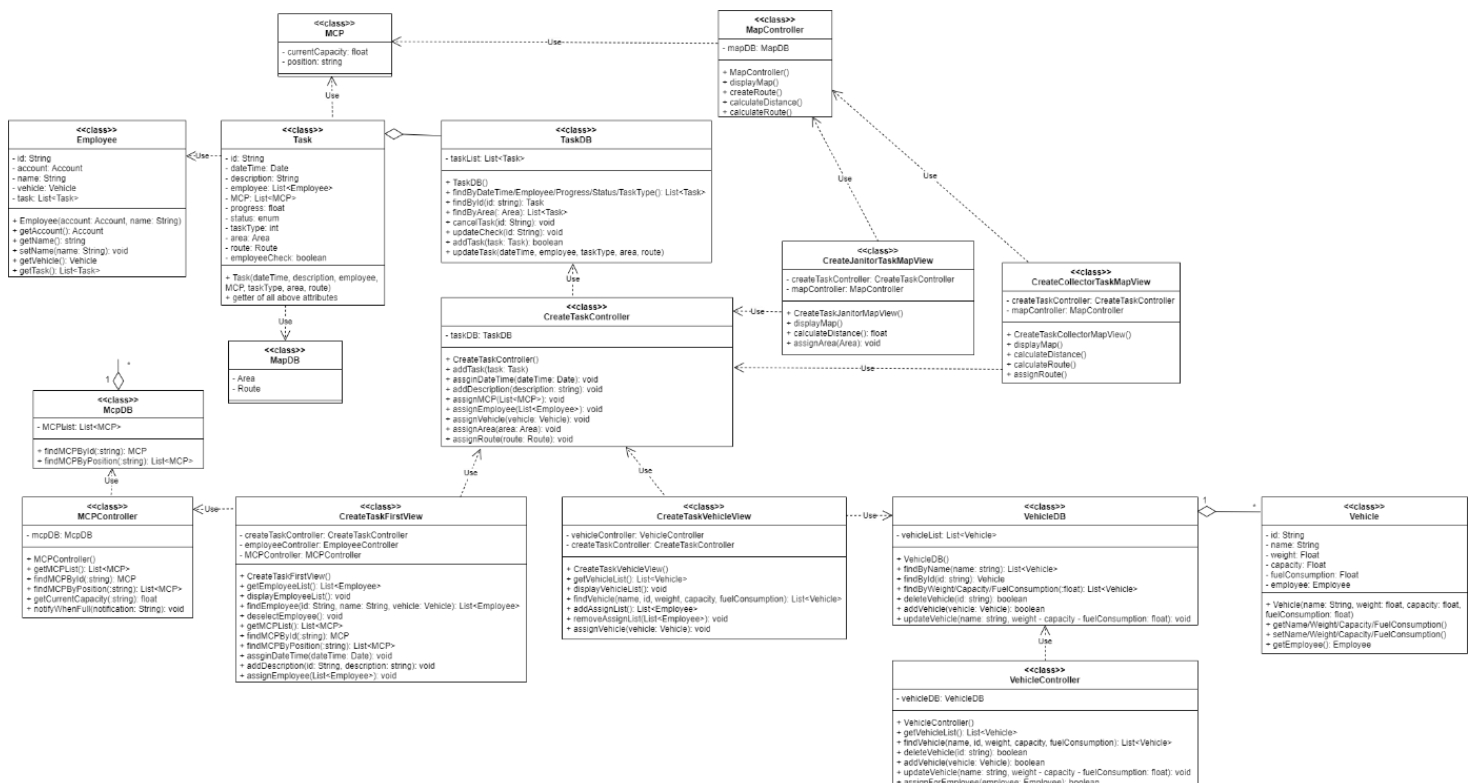 <<class>>
MCP
- currentCapacity: float
- position: string
<<class>>
MapController
- mapDB: MapDB
+ MapController()
+ displayMap()
+ createRoute()
+ calculateDistance()
+ calculateRoute()
Use
Use
<<class>>
Employee
- id: String
- account: Account
- name: String
- vehicle: Vehicle
- task: List<Task>
+ Employee(account: Account, name: String)
+ getAccount(): Account
+ getName(): string
+ setName(name: String): void
+ getVehicle(): Vehicle
+ getTask(): List<Task>
Use
<<class>>
Task
- id: String
- dateTime: Date
- description: String
- employee: List<Employee>
- MCP: List<MCP>
- progress: float
- status: enum
- taskType: int
- area: Area
- route: Route
- employeeCheck: boolean
+ Task(dateTime, description, employee,
MCP, taskType, area, route)
+ getter of all above attributes
<<class>>
TaskDB
- taskList: List<Task>
+ TaskDB()
+ findByDateTime/Employee/Progress/Status/TaskType(): List<Task>
+ findById(id: string): Task
+ findByArea(: Area): List<Task>
+ cancelTask(id: String): void
+ updateCheck(id: String): void
+ addTask(task: Task): boolean
+ updateTask(dateTime, employee, taskType, area, route)
Use
Use
<<class>>
CreateJanitorTaskMapView
- createTaskController: CreateTaskController
- mapController: MapController
+ CreateTaskJanitorMapView()
+ displayMap()
+ calculateDistance(): float
+ assignArea(Area): void
<<class>>
CreateCollectorTaskMapView
- createTaskController: CreateTaskController
- mapController: MapController
+ CreateTaskCollectorMapView()
+ displayMap()
+ calculateDistance()
+ calculateRoute()
+ assignRoute()
Use
Use
Use
Use
<<class>>
CreateTaskController
- taskDB: TaskDB
+ CreateTaskController()
+ addTask(task: Task)
+ assginDateTime(dateTime: Date): void
+ addDescription(description: string): void
+ assignMCP(List<MCP>): void
+ assignEmployee(List<Employee>): void
+ assignVehicle(vehicle: Vehicle): void
+ assignArea(area: Area): void
+ assignRoute(route: Route): void
<<class>>
MapDB
- Area
- Route
1
*
<<class>>
McpDB
- MCPList: List<MCP>
+ findMCPById(:string): MCP
+ findMCPByPosition(:string): List<MCP>
Use
Use
Use
<<class>>
MCPController
- mcpDB: McpDB
+ MCPController()
+ getMCPList(): List<MCP>
+ findMCPById(:string): MCP
+ findMCPByPosition(:string): List<MCP>
+ getCurrentCapacity(:string): float
+ notifyWhenFull(notification: String): void
Use
<<class>>
CreateTaskFirstView
- createTaskController: CreateTaskController
- employeeController: EmployeeController
- MCPController: MCPController
+ CreateTaskFirstView()
+ getEmployeeList(): List<Employee>
+ displayEmployeeList(): void
+ findEmployee(id: String, name: String, vehicle: Vehicle): List<Employee>
+ deselectEmployee(): void
+ getMCPList(): List<MCP>
+ findMCPById(:string): MCP
+ findMCPByPosition(:string): List<MCP>
+ assginDateTime(dateTime: Date): void
+ addDescription(id: String, description: string): void
+ assignEmployee(List<Employee>): void
<<class>>
CreateTaskVehicleView
- vehicleController: VehicleController
- createTaskController: CreateTaskController
+ CreateTaskVehicleView()
+ getVehicleList(): List<Vehicle>
+ displayVehicleList(): void
+ findVehicle(name, id, weight, capacity, fuelConsumption): List<Vehicle>
+ addAssignList(): List<Employee>
+ removeAssignList(List<Employee>): void
+ assignVehicle(vehicle: Vehicle): void
Use
<<class>>
VehicleDB
- vehicleList: List<Vehicle>
+ VehicleDB()
+ findByName(name: string): List<Vehicle>
+ findById(id: string): Vehicle
+ findByWeight/Capacity/FuelConsumption(:float): List<Vehicle>
+ deleteVehicle(id: string): boolean
+ addVehicle(vehicle: Vehicle): boolean
+ updateVehicle(name: string, weight - capacity - fuelConsumption: float): void
1
*
<<class>>
Vehicle
- id: String
- name: String
- weight: Float
- capacity: Float
- fuelConsumption: Float
- employee: Employee
+ Vehicle(name: String, weight: float, capacity: float,
fuelConsumption: float)
+ getName/Weight/Capacity/FuelConsumption()
+ setName/Weight/Capacity/FuelConsumption()
+ getEmployee(): Employee
Use
<<class>>
VehicleController
- vehicleDB: VehicleDB
+ VehicleController()
+ getVehicleList(): List<Vehicle>
+ findVehicle(name, id, weight, capacity, fuelConsumption): List<Vehicle>
+ deleteVehicle(id: string): boolean
+ addVehicle(vehicle: Vehicle): boolean
+ updateVehicle(name: string, weight - capacity - fuelConsumption: float): void
+ assignForEmployee(employee: Employee): boolean